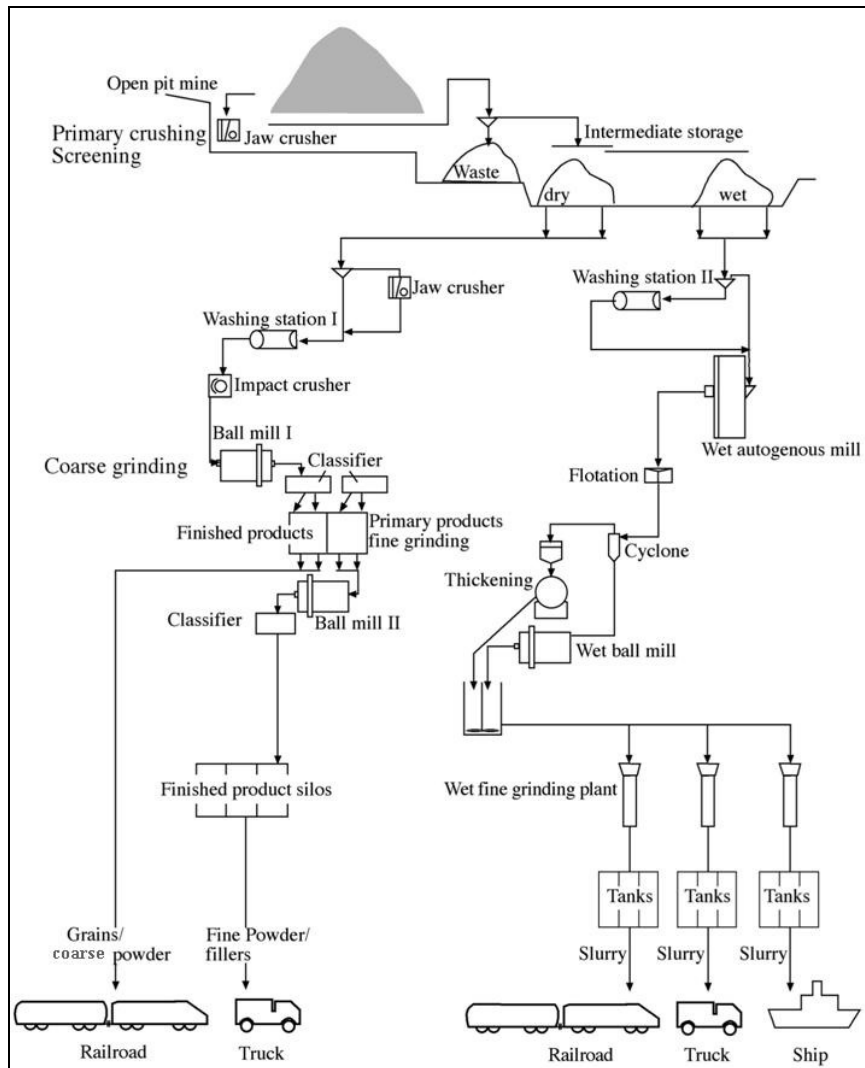 Open pit mine
Primary crushing
Screening
Jaw crusher
Intermediate storage
Waste
dry
wet
Jaw crusher
Washing station II
Washing station I
Impact crusher
Ball mill I
Wet autogenous mill
Coarse grinding
Classifier
Flotation
Finished products
Primary products
fine grinding
Cyclone
Thickening
Classifier
Ball mill II
Wet ball mill
Finished product silos
Wet fine grinding plant
Tanks
Tanks
Tanks
Grains/
coarse powder
Fine Powder/
fillers
Slurry
Slurry
Slurry
Railroad
Truck
Railroad
Truck
Ship